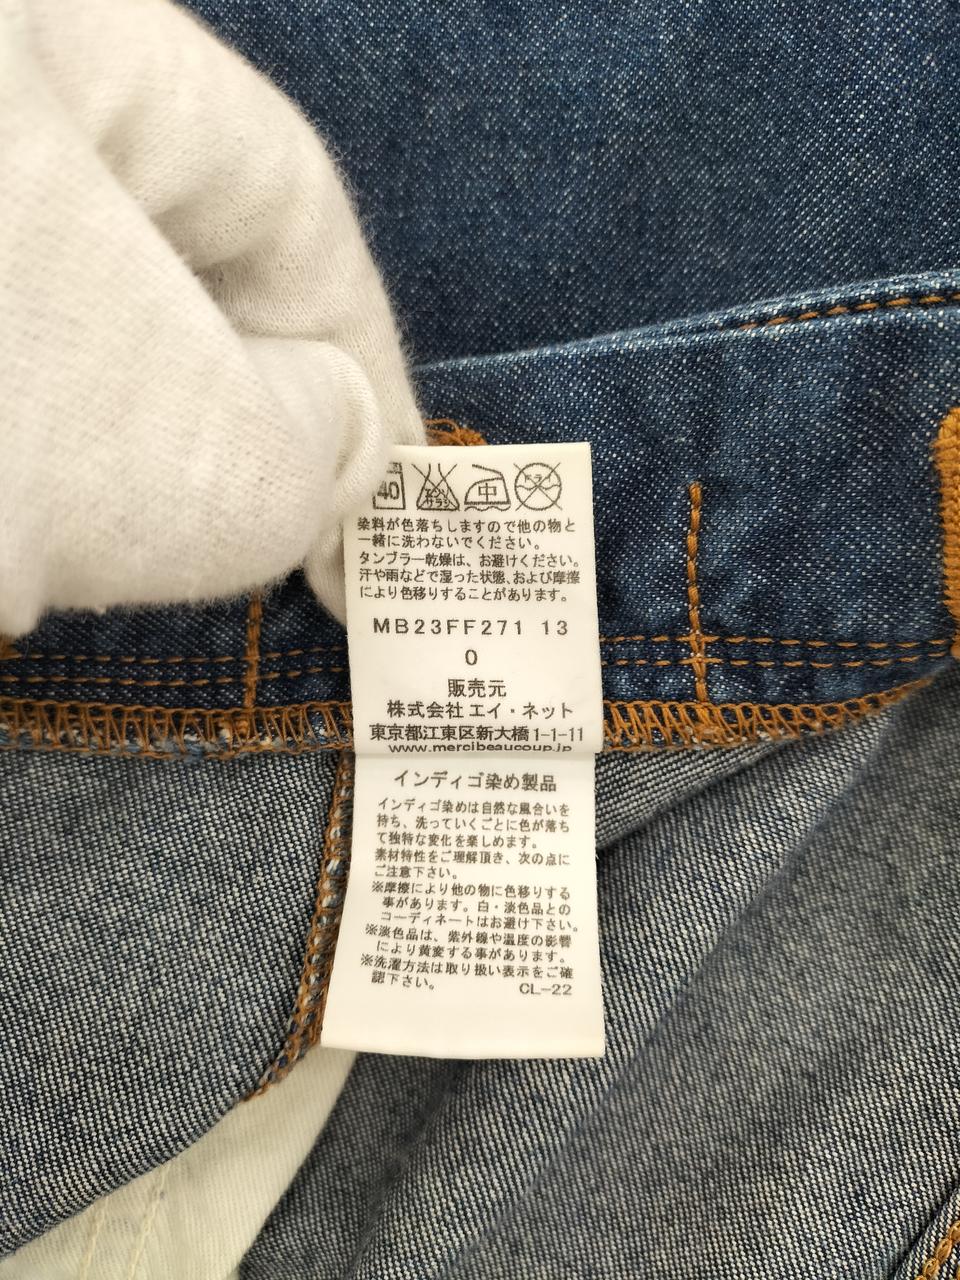 40 エンソ サラシ 中 ドライ
染料が色落ちしますので他の物と
一緒に洗わないでください。
タンブラー乾燥は、お避けください。
汗や雨などで湿った状態、および摩擦
により色移りすることがあります。
MB23FF271 13
0
販売元
株式会社 エイ・ネット
東京都江東区新大橋1-1-11
www.mercibeaucoup.jp
インディゴ染め製品
インディゴ染めは自然な風合いを
持ち、洗っていくごとに色が落ち
て独特な変化を楽しめます。
素材特性をご理解頂き、次の点に
ご注意下さい。
※摩擦により他の物に色移りする
事があります。白・淡色品との
コーディネートはお避け下さい。
※淡色品は、紫外線や温度の影響
により黄変する事があります。
※洗濯方法は取り扱い表示をご確
認下さい。
CL-22